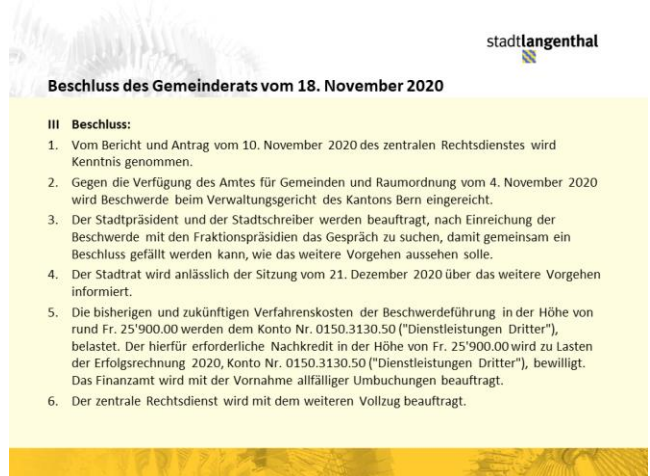 stadtlangenthal
Beschluss des Gemeinderats vom 18. November 2020
III Beschluss:
1. Vom Bericht und Antrag vom 10. November 2020 des zentralen Rechtsdienstes wird
Kenntnis genommen.
2. Gegen die Verfügung des Amtes für Gemeinden und Raumordnung vom 4. November 2020
wird Beschwerde beim Verwaltungsgericht des Kantons Bern eingereicht.
3. Der Stadtpräsident und der Stadtschreiber werden beauftragt, nach Einreichung der
Beschwerde mit den Fraktionspräsidien das Gespräch zu suchen, damit gemeinsam ein
Beschluss gefällt werden kann, wie das weitere Vorgehen aussehen solle.
4. Der Stadtrat wird anlässlich der Sitzung vom 21. Dezember 2020 über das weitere Vorgehen
informiert.
5. Die bisherigen und zukünftigen Verfahrenskosten der Beschwerdeführung in der Höhe von
rund Fr. 25'900.00 werden dem Konto Nr. 0150.3130.50 ("Dienstleistungen Dritter"),
belastet. Der hierfür erforderliche Nachkredit in der Höhe von Fr. 25'900.00 wird zu Lasten
der Erfolgsrechnung 2020, Konto Nr. 0150.3130.50 ("Dienstleistungen Dritter"), bewilligt.
Das Finanzamt wird mit der Vornahme allfälliger Umbuchungen beauftragt.
6. Der zentrale Rechtsdienst wird mit dem weiteren Vollzug beauftragt.